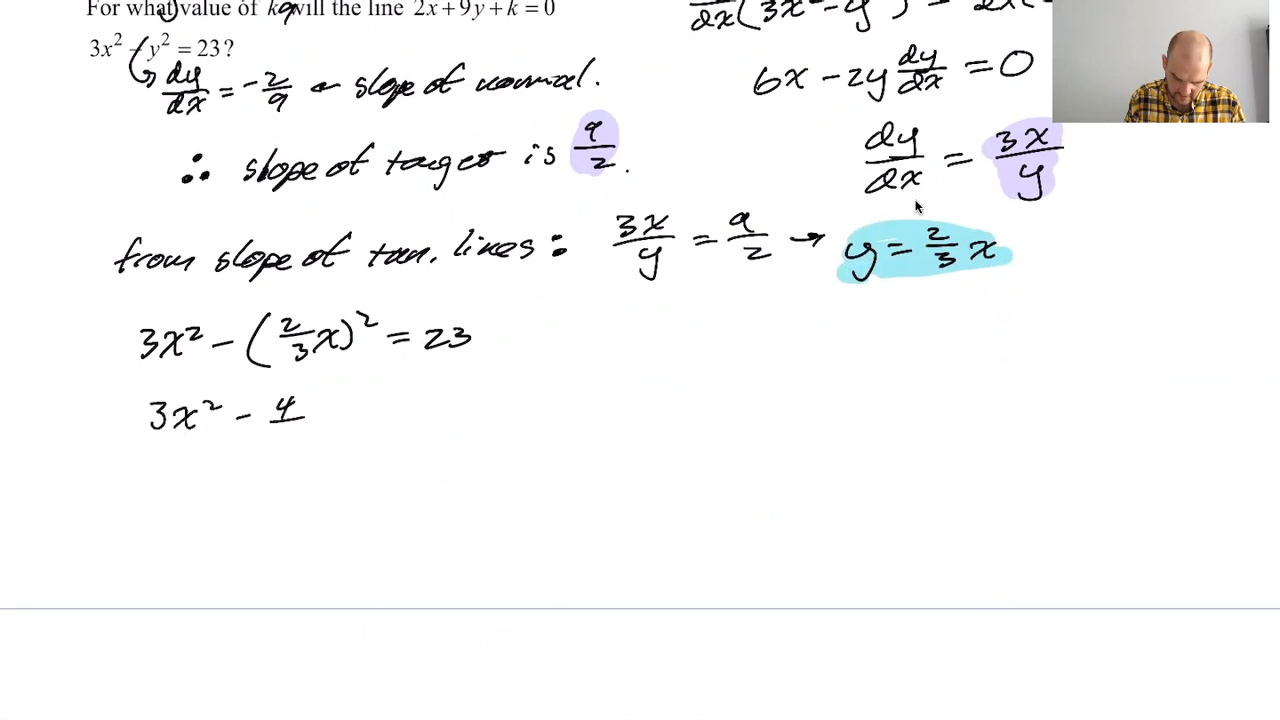 For what value of k will the line 2x+9y+k=0
3x² − y² = 23?
dy/dx = -2/9 ← slope of normal.
∴ slope of tanget is 9/2.
from slope of tan. lines: 3x/y = 9/2 → y = 2/3 x
3x² - (2/3 x)² = 23
3x² - 4
6x - 2y dy/dx = 0
dy/dx = 3x/y